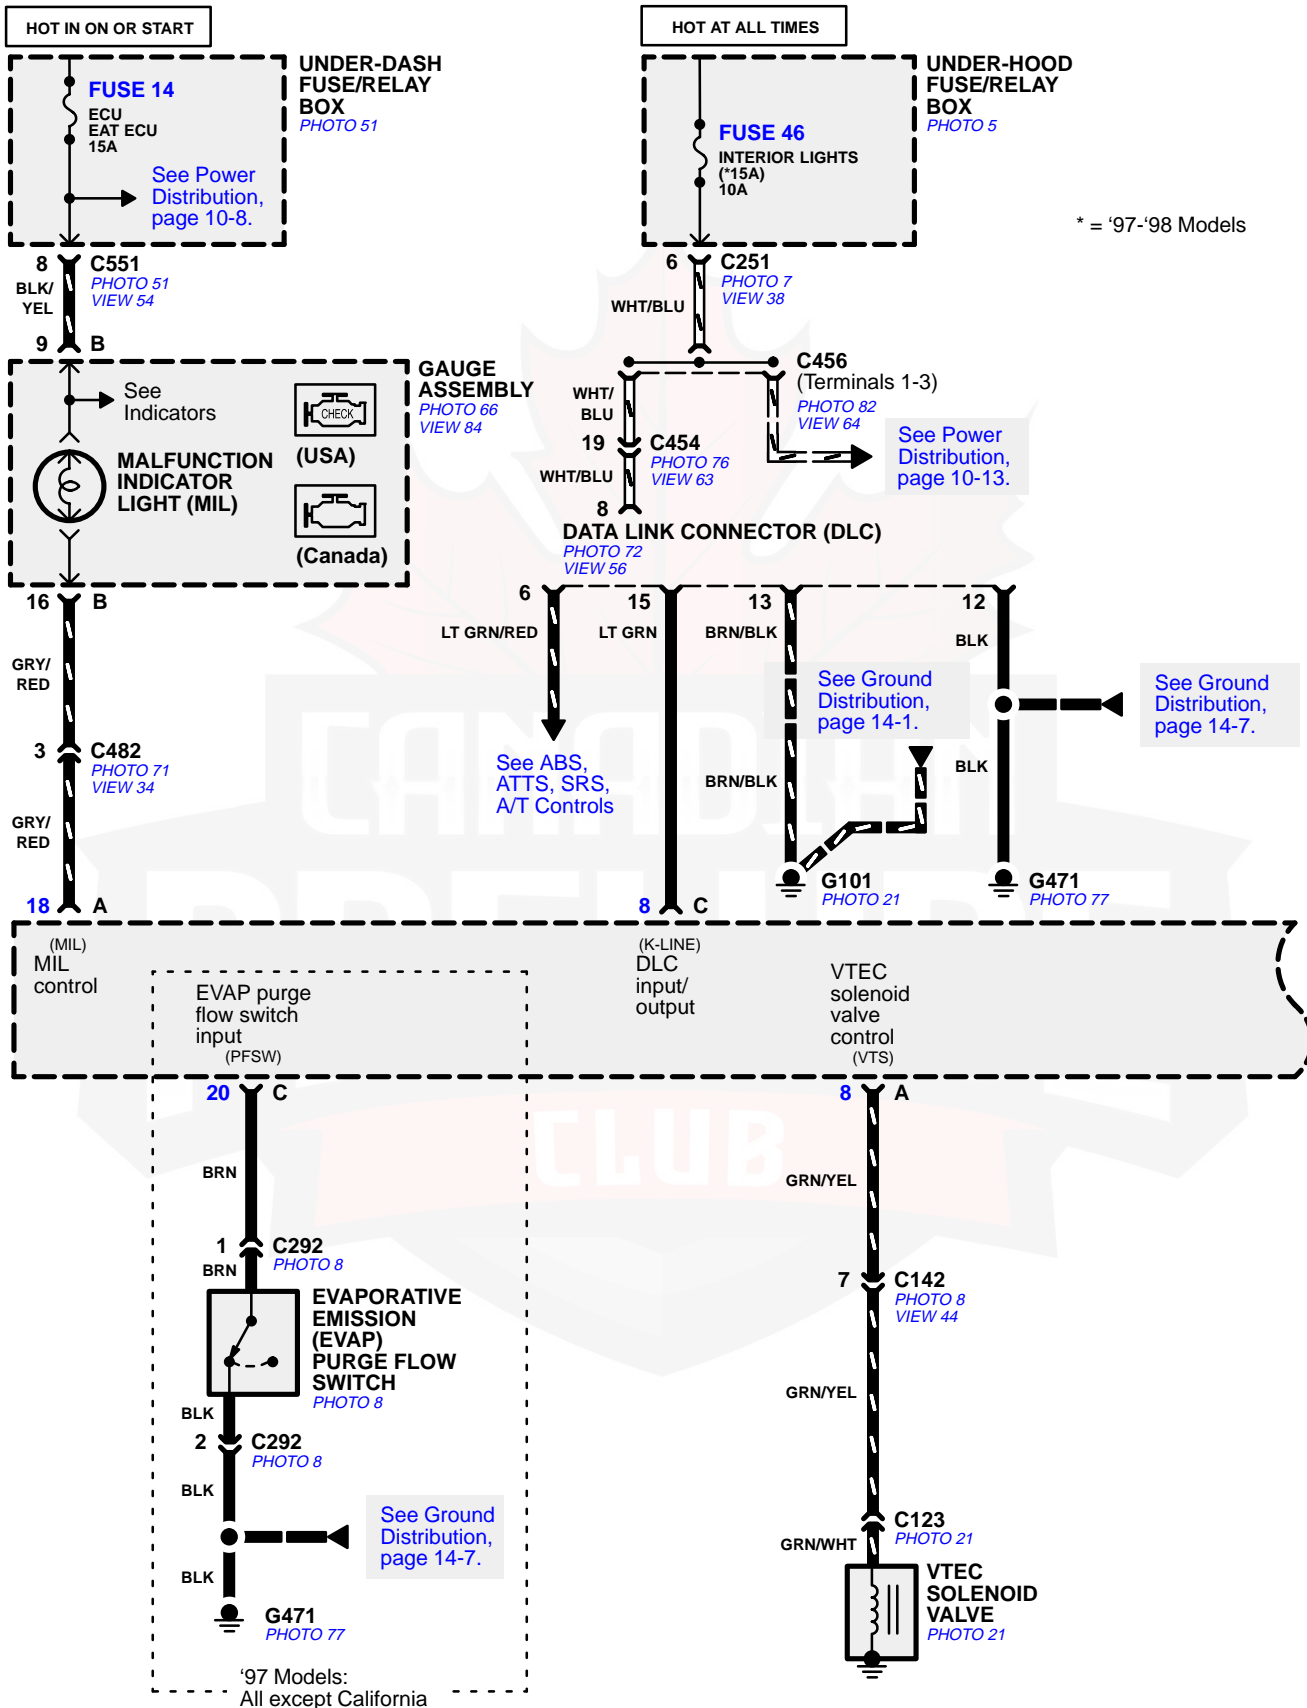 HOT IN ON OR START
HOT AT ALL TIMES
FUSE 14
ECU
EAT ECU
15A
See Power
Distribution,
page 10-8.
UNDER-DASH
FUSE/RELAY
BOX
PHOTO 51
FUSE 46
INTERIOR LIGHTS
(*15A)
10A
UNDER-HOOD
FUSE/RELAY
BOX
PHOTO 5
* = ‘97-‘98 Models
8 C551
PHOTO 51
VIEW 54
BLK/
YEL
9 B
6 C251
PHOTO 7
VIEW 38
WHT/BLU
See
Indicators
CHECK
(USA)
MALFUNCTION
INDICATOR
LIGHT (MIL)
(Canada)
GAUGE
ASSEMBLY
PHOTO 66
VIEW 84
C456
(Terminals 1-3)
PHOTO 82
VIEW 64
WHT/
BLU
19 C454
PHOTO 76
VIEW 63
WHT/BLU
8
See Power
Distribution,
page 10-13.
DATA LINK CONNECTOR (DLC)
PHOTO 72
VIEW 56
16 B
GRY/
RED
3 C482
PHOTO 71
VIEW 34
GRY/
RED
18 A
6 15 13 12
LT GRN/RED LT GRN BRN/BLK BLK
See ABS,
ATTS, SRS,
A/T Controls
See Ground
Distribution,
page 14-1.
See Ground
Distribution,
page 14-7.
BRN/BLK BLK
G101
PHOTO 21
G471
PHOTO 77
8 C
CANADIAN
PRELUDE
CLUB
(MIL)
MIL
control
EVAP purge
flow switch
input
(PFSW)
(K-LINE)
DLC
input/
output
VTEC
solenoid
valve
control
(VTS)
20 C
BRN
1 C292
PHOTO 8
BRN
EVAPORATIVE
EMISSION
(EVAP)
PURGE FLOW
SWITCH
PHOTO 8
BLK
2 C292
PHOTO 8
BLK
See Ground
Distribution,
page 14-7.
BLK
G471
PHOTO 77
‘97 Models:
All except California
8 A
GRN/YEL
7 C142
PHOTO 8
VIEW 44
GRN/YEL
C123
PHOTO 21
GRN/WHT
VTEC
SOLENOID
VALVE
PHOTO 21